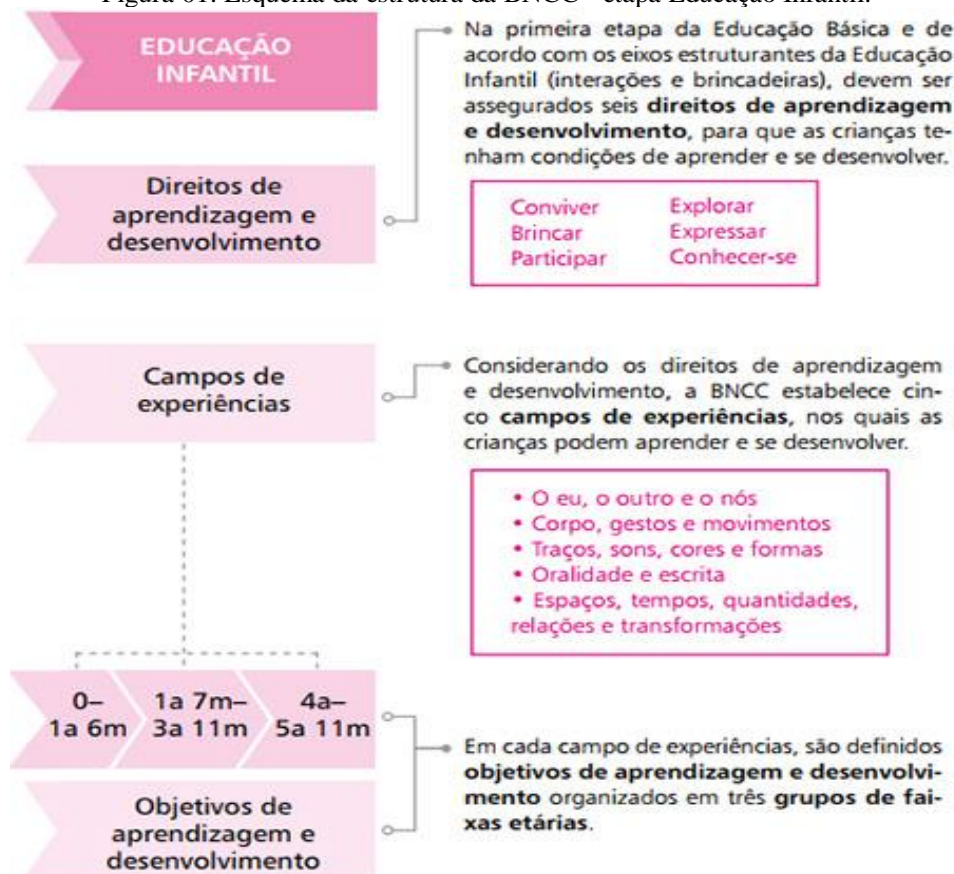 Figura 01: Esquema da estrutura da BNCC - etapa Educação Infantil.
EDUCAÇÃO
INFANTIL
Na primeira etapa da Educação Básica e de
acordo com os eixos estruturantes da Educação
Infantil (interações e brincadeiras), devem ser
assegurados seis direitos de aprendizagem
e desenvolvimento, para que as crianças te-
nham condições de aprender e se desenvolver.
Direitos de
aprendizagem e
desenvolvimento
Conviver Explorar
Brincar Expressar
Participar Conhecer-se
Campos de
experiências
Considerando os direitos de aprendizagem
e desenvolvimento, a BNCC estabelece cin-
co campos de experiências, nos quais as
crianças podem aprender e se desenvolver.
• O eu, o outro e o nós
• Corpo, gestos e movimentos
• Traços, sons, cores e formas
• Oralidade e escrita
• Espaços, tempos, quantidades,
relações e transformações
0– 1a 7m– 4a–
1a 6m 3a 11m 5a 11m
Em cada campo de experiências, são definidos
objetivos de aprendizagem e desenvolvi-
mento organizados em três grupos de fai-
xas etárias.
Objetivos de
aprendizagem e
desenvolvimento